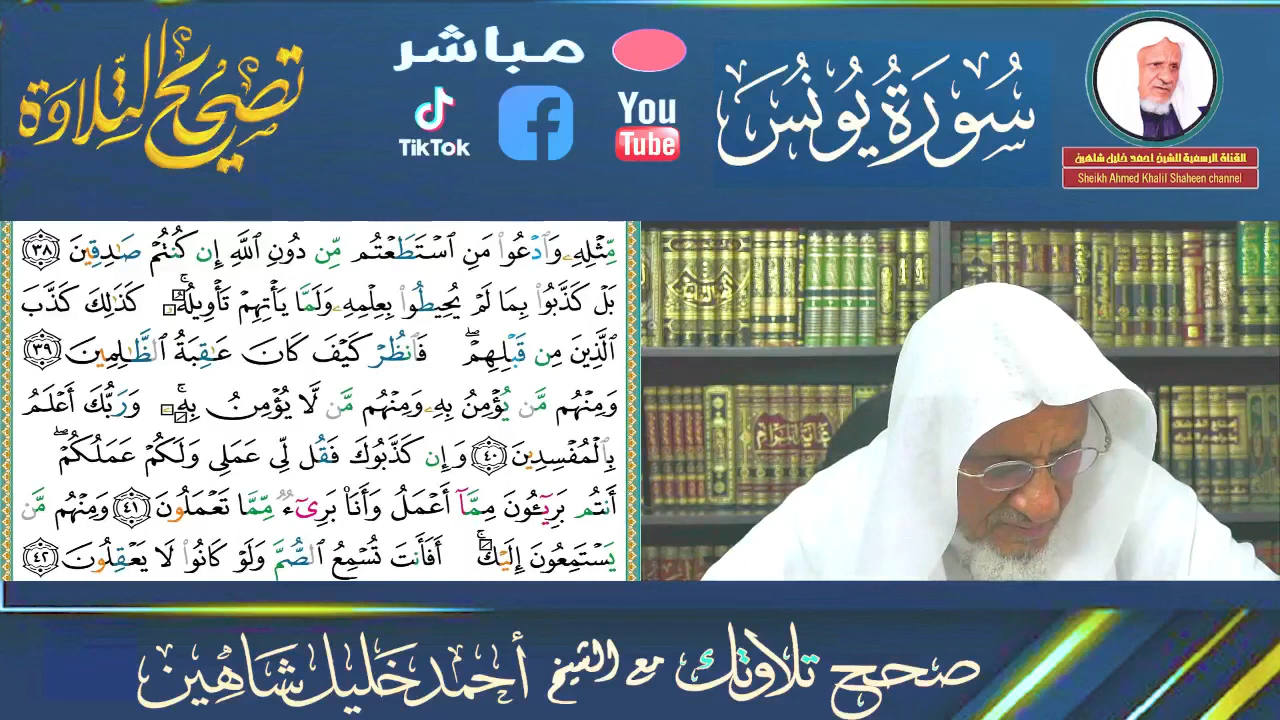 تصحيح التلاوة
مباشر
TikTok
You
Tube
سُورَةُ يُونُسَ
القناة الرسمية للشيخ احمد خليل شاهين
Sheikh Ahmed Khalil Shaheen channel
مِّثْلِهِۦ وَٱدْعُوا۟ مَنِ ٱسْتَطَعْتُم مِّن دُونِ ٱللَّهِ إِن كُنتُمْ صَـٰدِقِينَ ٣٨
بَلْ كَذَّبُوا۟ بِمَا لَمْ يُحِيطُوا۟ بِعِلْمِهِۦ وَلَمَّا يَأْتِهِمْ تَأْوِيلُهُۥ ۚ كَذَٰلِكَ كَذَّبَ
ٱلَّذِينَ مِن قَبْلِهِمْ ۖ فَٱنظُرْ كَيْفَ كَانَ عَـٰقِبَةُ ٱلظَّـٰلِمِينَ ٣٩
وَمِنْهُم مَّن يُؤْمِنُ بِهِۦ وَمِنْهُم مَّن لَّا يُؤْمِنُ بِهِۦ ۚ وَرَبُّكَ أَعْلَمُ
بِٱلْمُفْسِدِينَ ٤٠ وَإِن كَذَّبُوكَ فَقُل لِّى عَمَلِى وَلَكُمْ عَمَلُكُمْ ۖ
أَنتُم بَرِيٓـُٔونَ مِمَّآ أَعْمَلُ وَأَنَا۠ بَرِىٓءٌ مِّمَّا تَعْمَلُونَ ٤١ وَمِنْهُم مَّن
يَسْتَمِعُونَ إِلَيْكَ ۚ أَفَأَنتَ تُسْمِعُ ٱلصُّمَّ وَلَوْ كَانُوا۟ لَا يَعْقِلُونَ ٤٢
صحح تلاوتك مع الشيخ أحمد خليل شاهين